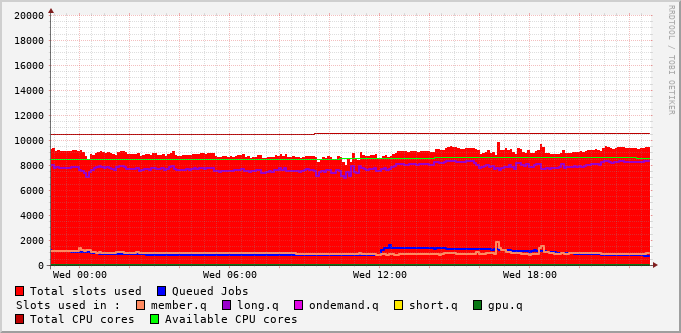 20000
18000
16000
14000
12000
10000
8000
6000
4000
2000
0
Wed 00:00 Wed 06:00 Wed 12:00 Wed 18:00
Total slots used Queued Jobs
Slots used in : member.q long.q ondemand.q short.q gpu.q
Total CPU cores Available CPU cores
RRDTOOL / TOBI OETIKER